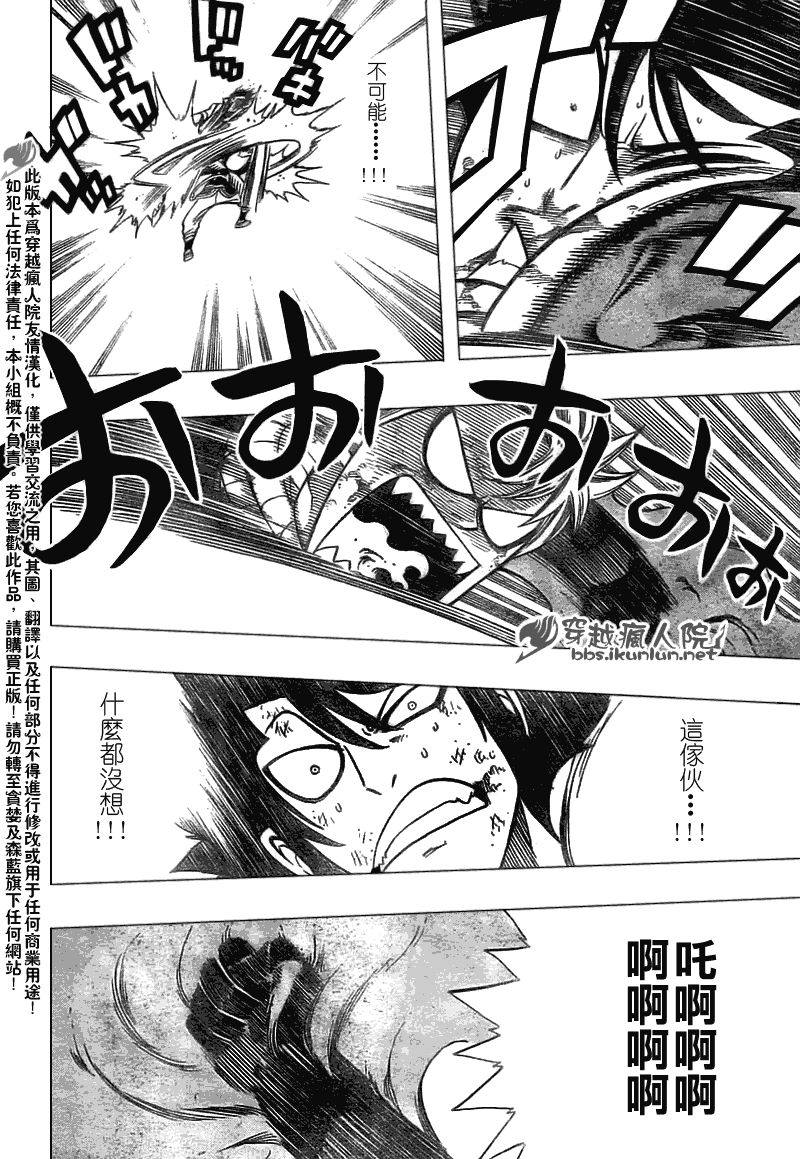 不可能……!!!
おおおおおお
穿越瘋人院
bbs.ikunlun.net
這傢伙…!!!
什麼都沒想!!!
吒啊啊啊
啊啊啊啊
此版本爲穿越瘋人院友情漢化，僅供學習交流之用，其圖、翻譯以及任何部分不得進行修改或用于任何商業用途！
如犯上任何法律責任，本小組概不負責。若您喜歡此作品，請購買正版！請勿轉至貪婪及森藍旗下任何網站！